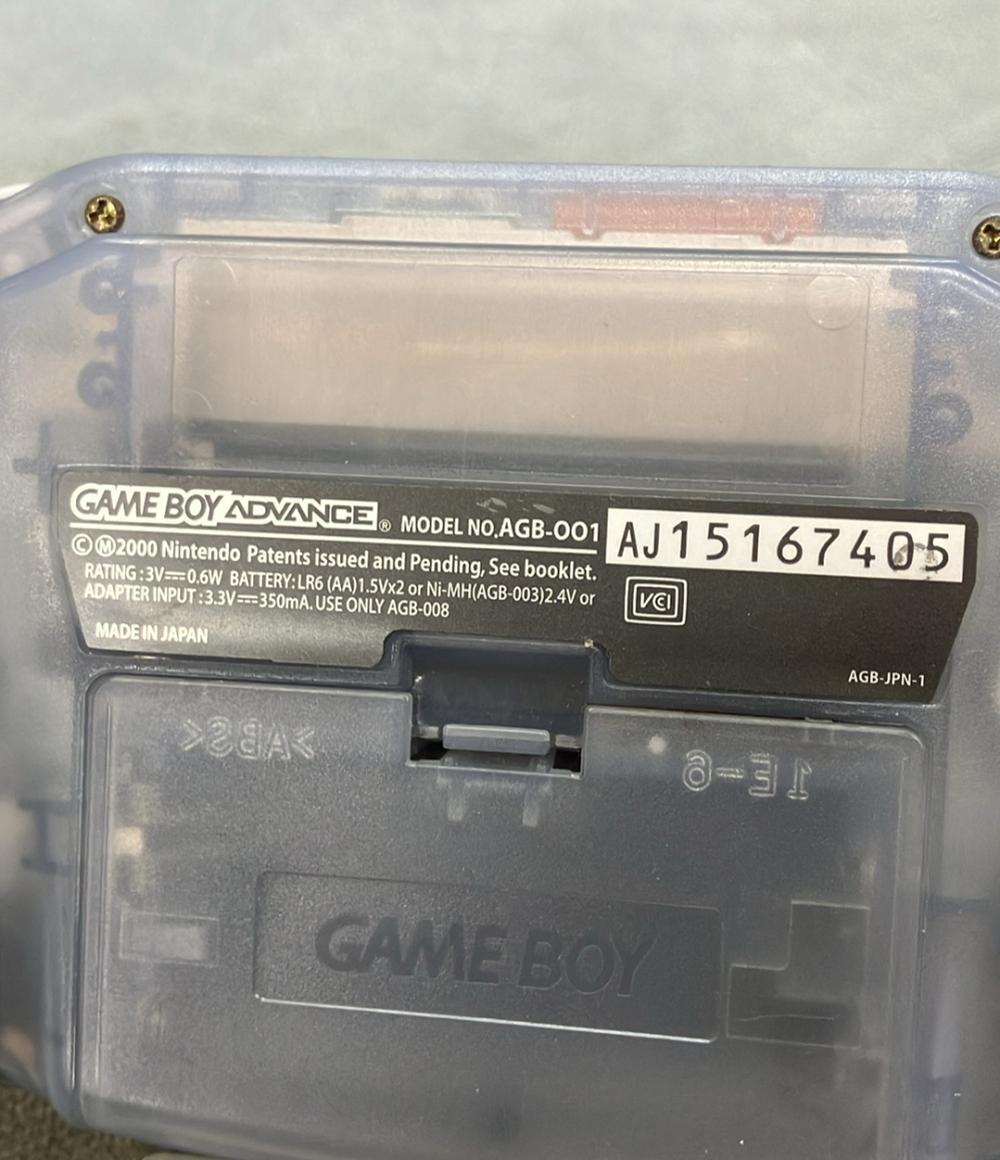 GAME BOY ADVANCE® MODEL NO.AGB-001
AJ15167405
©Ⓜ2000 Nintendo Patents issued and Pending, See booklet.
RATING:3V⎓0.6W BATTERY:LR6 (AA)1.5Vx2 or Ni-MH(AGB-003)2.4V or
ADAPTER INPUT:3.3V⎓350mA. USE ONLY AGB-008
VCI
MADE IN JAPAN
AGB-JPN-1
>ABS<
1E-6
GAME BOY